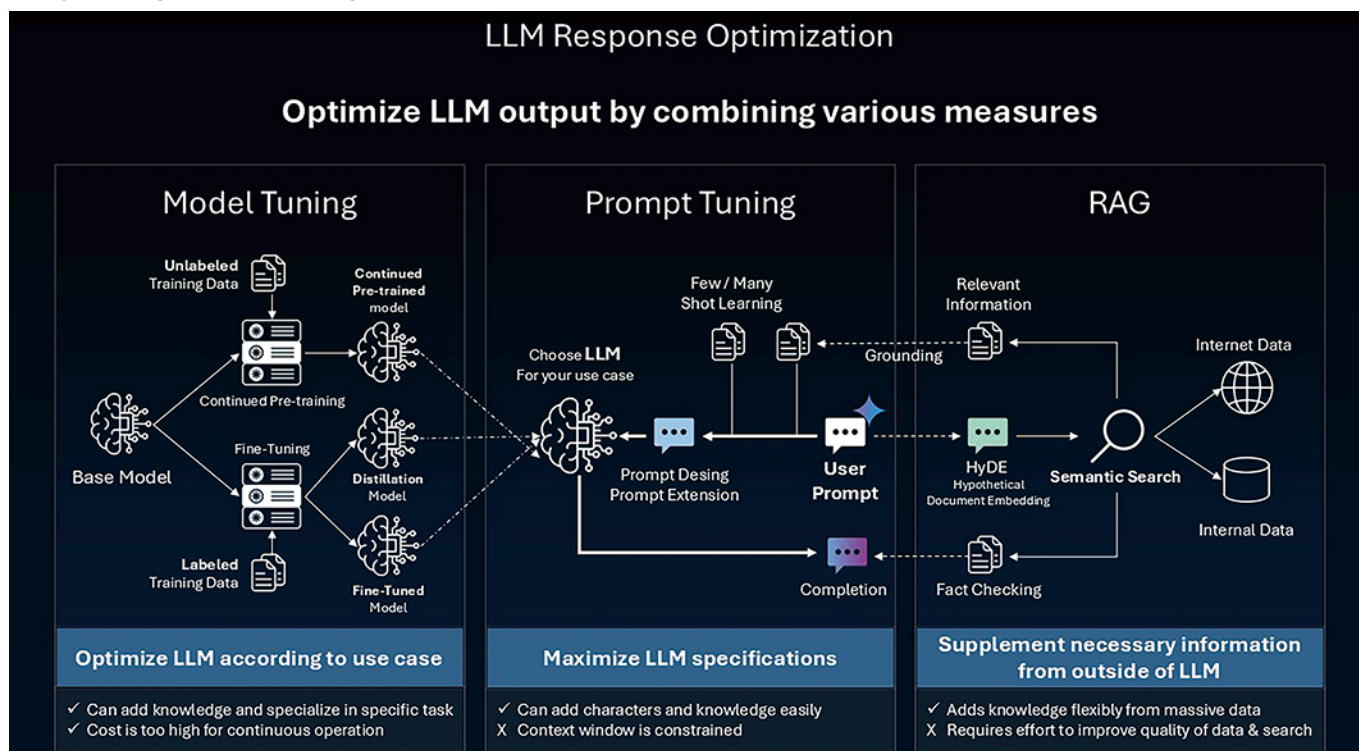 LLM Response Optimization
Optimize LLM output by combining various measures
Model Tuning
Unlabeled
Training Data
Continued
Pre-trained
model
Continued Pre-training
Base Model
Fine-Tuning
Distillation
Model
Labeled
Training Data
Fine-Tuned
Model
Optimize LLM according to use case
✓ Can add knowledge and specialize in specific task
✓ Cost is too high for continuous operation
Prompt Tuning
Few / Many
Shot Learning
Choose LLM
For your use case
Grounding
Prompt Desing
Prompt Extension
User
Prompt
Completion
Maximize LLM specifications
✓ Can add characters and knowledge easily
X Context window is constrained
RAG
Relevant
Information
Internet Data
HyDE
Hypothetical
Document Embedding
Semantic Search
Internal Data
Fact Checking
Supplement necessary information
from outside of LLM
✓ Adds knowledge flexibly from massive data
X Requires effort to improve quality of data & search